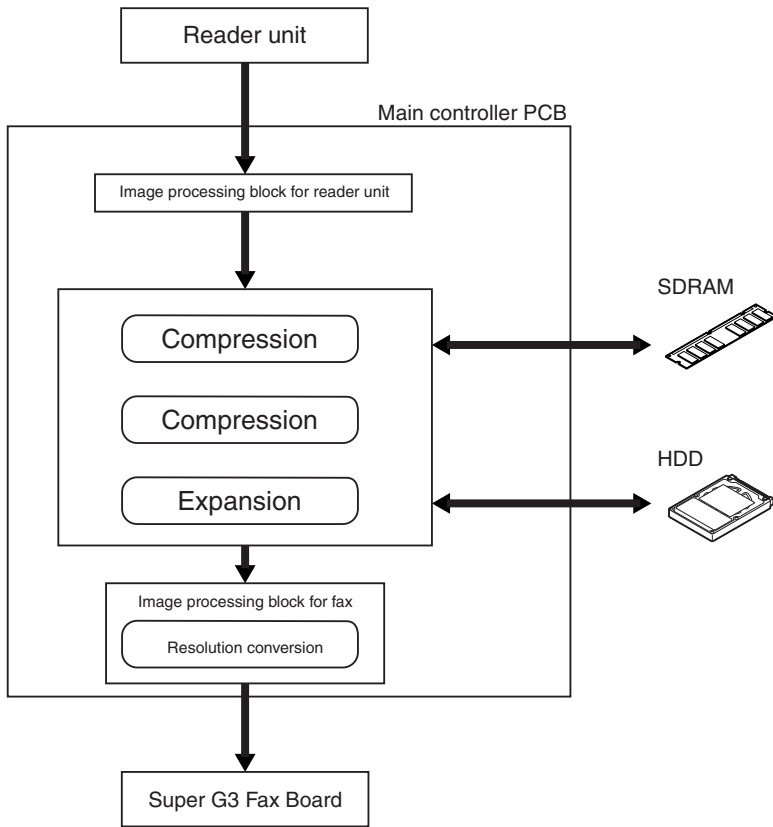 Reader unit
Main controller PCB
Image processing block for reader unit
SDRAM
Compression
Compression
HDD
Expansion
Image processing block for fax
Resolution conversion
Super G3 Fax Board